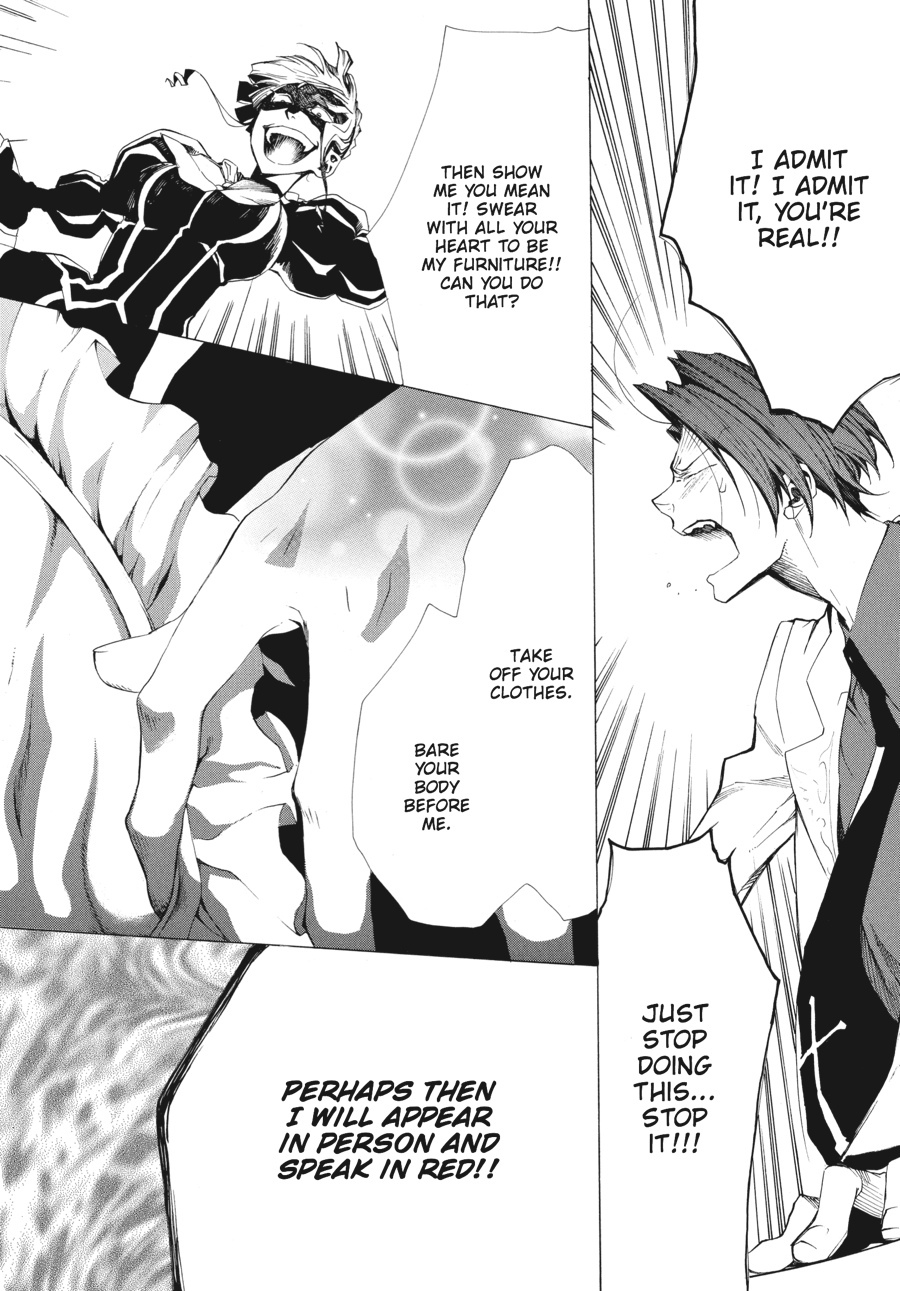 I ADMIT
IT! I ADMIT
IT, YOU'RE
REAL!!
JUST
STOP
DOING
THIS...
STOP
IT!!!
THEN SHOW
ME YOU MEAN
IT! SWEAR
WITH ALL YOUR
HEART TO BE
MY FURNITURE!!
CAN YOU DO
THAT?
TAKE
OFF YOUR
CLOTHES.
BARE
YOUR
BODY
BEFORE
ME.
PERHAPS THEN
I WILL APPEAR
IN PERSON AND
SPEAK IN RED!!